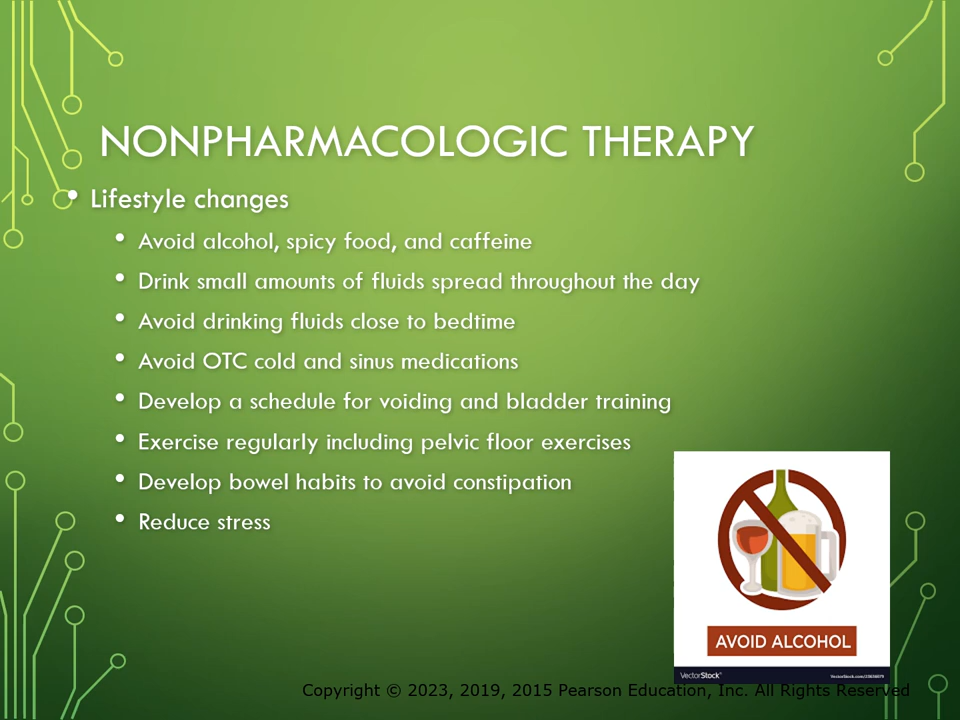 NONPHARMACOLOGIC THERAPY
• Lifestyle changes
• Avoid alcohol, spicy food, and caffeine
• Drink small amounts of fluids spread throughout the day
• Avoid drinking fluids close to bedtime
• Avoid OTC cold and sinus medications
• Develop a schedule for voiding and bladder training
• Exercise regularly including pelvic floor exercises
• Develop bowel habits to avoid constipation
• Reduce stress
AVOID ALCOHOL
VectorStock®
Copyright © 2023, 2019, 2015 Pearson Education, Inc. All Rights Reserved